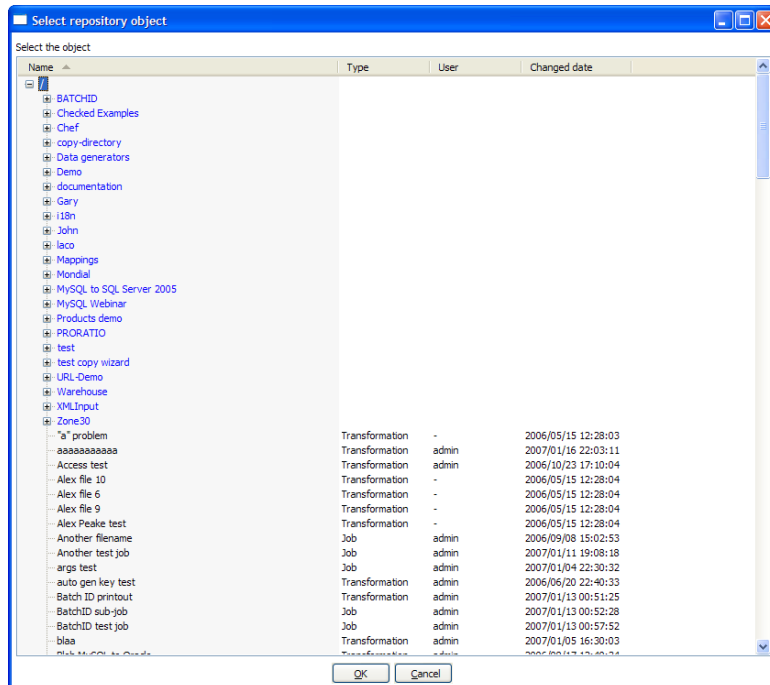 Select repository object
Select the object
Name Type User Changed date
/
BATCHID
Checked Examples
Chef
copy-directory
Data generators
Demo
documentation
Gary
i18n
John
laco
Mappings
Mondial
MySQL to SQL Server 2005
MySQL Webinar
Products demo
PRORATIO
test
test copy wizard
URL-Demo
Warehouse
XMLInput
Zone30
"a" problem Transformation - 2006/05/15 12:28:03
aaaaaaaaaaa Transformation admin 2007/01/16 22:03:11
Access test Transformation admin 2006/10/23 17:10:04
Alex file 10 Transformation - 2006/05/15 12:28:04
Alex file 6 Transformation - 2006/05/15 12:28:04
Alex file 9 Transformation - 2006/05/15 12:28:04
Alex Peake test Transformation - 2006/05/15 12:28:04
Another filename Job admin 2006/09/08 15:02:53
Another test job Job admin 2007/01/11 19:08:18
args test Job admin 2007/01/04 22:30:32
auto gen key test Transformation admin 2006/06/20 22:40:33
Batch ID printout Transformation admin 2007/01/13 00:51:25
BatchID sub-job Job admin 2007/01/13 00:52:28
BatchID test job Job admin 2007/01/13 00:57:52
blaa Transformation admin 2007/01/05 16:30:03
MySQL to Oracle Transformation admin
OK Cancel